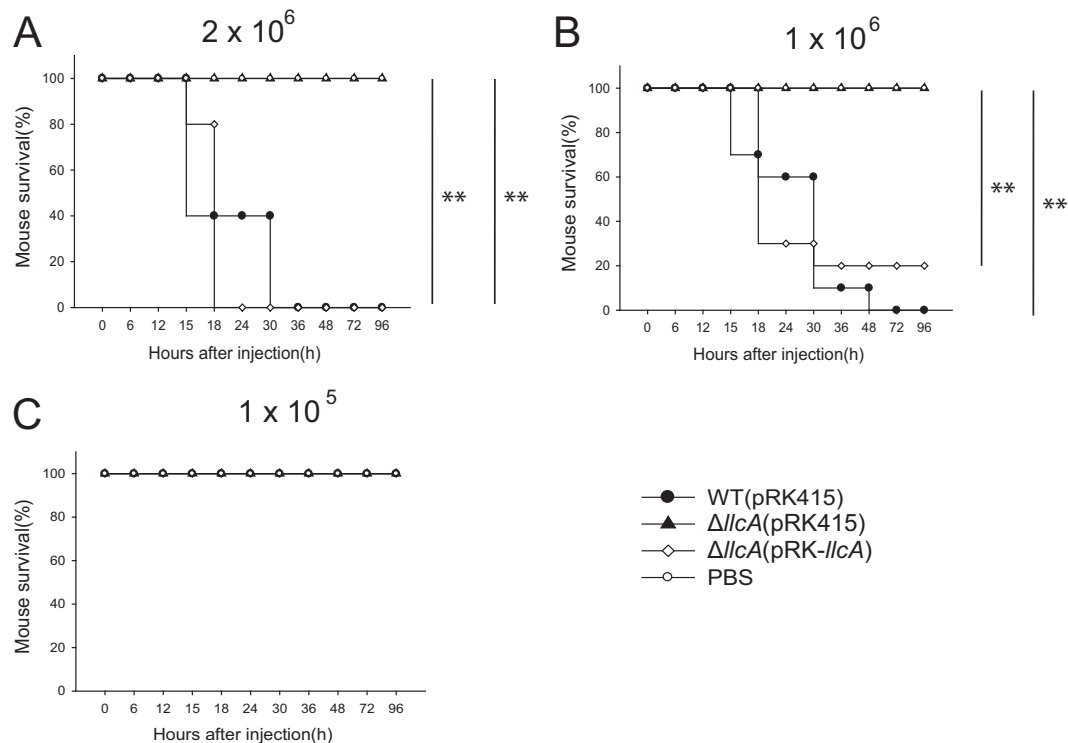 A
2 x 10^6
Mouse survival(%)
100
80
60
40
20
0
0 6 12 15 18 24 30 36 48 72 96
Hours after injection(h)
**
**
B
1 x 10^6
Mouse survival(%)
100
80
60
40
20
0
0 6 12 15 18 24 30 36 48 72 96
Hours after injection(h)
**
**
C
1 x 10^5
Mouse survival(%)
100
80
60
40
20
0
0 6 12 15 18 24 30 36 48 72 96
Hours after injection(h)
WT(pRK415)
ΔllcA(pRK415)
ΔllcA(pRK-llcA)
PBS